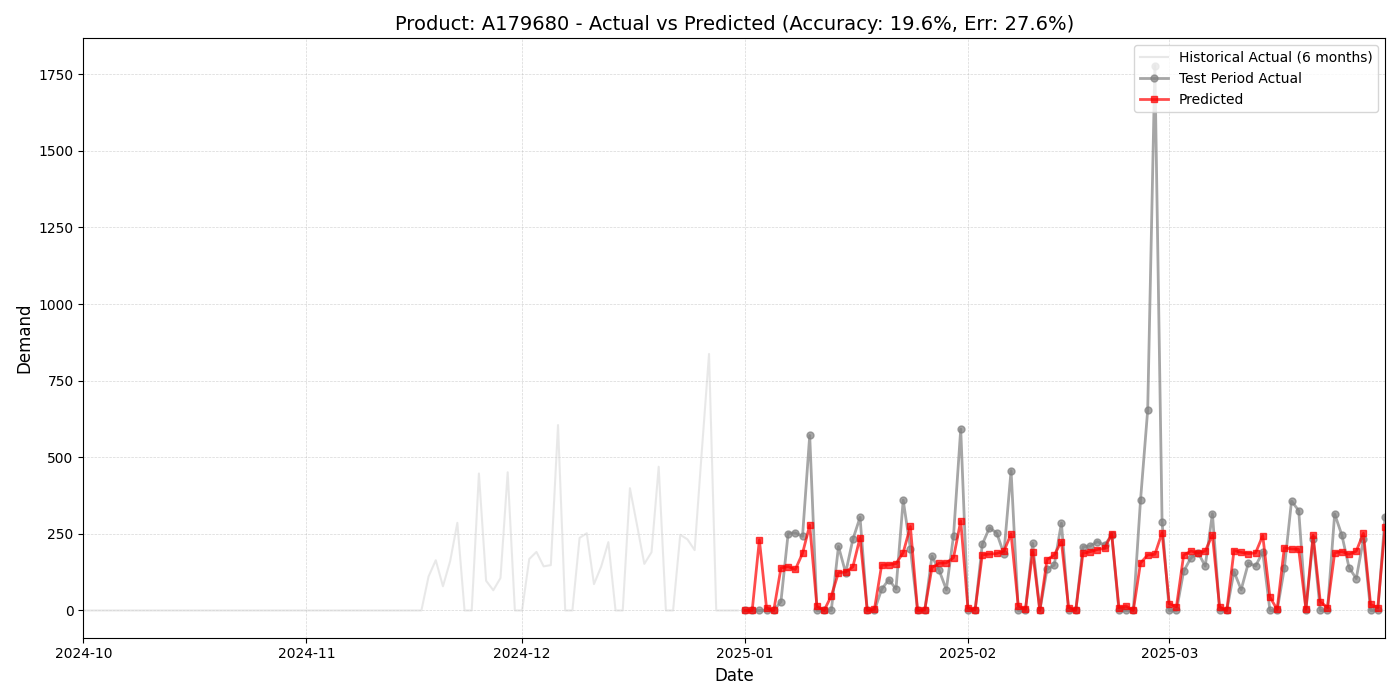 Product: A179680 - Actual vs Predicted (Accuracy: 19.6%, Err: 27.6%)
Historical Actual (6 months)
Test Period Actual
Predicted
Demand
1750
1500
1250
1000
750
500
250
0
2024-10
2024-11
2024-12
2025-01
2025-02
2025-03
Date